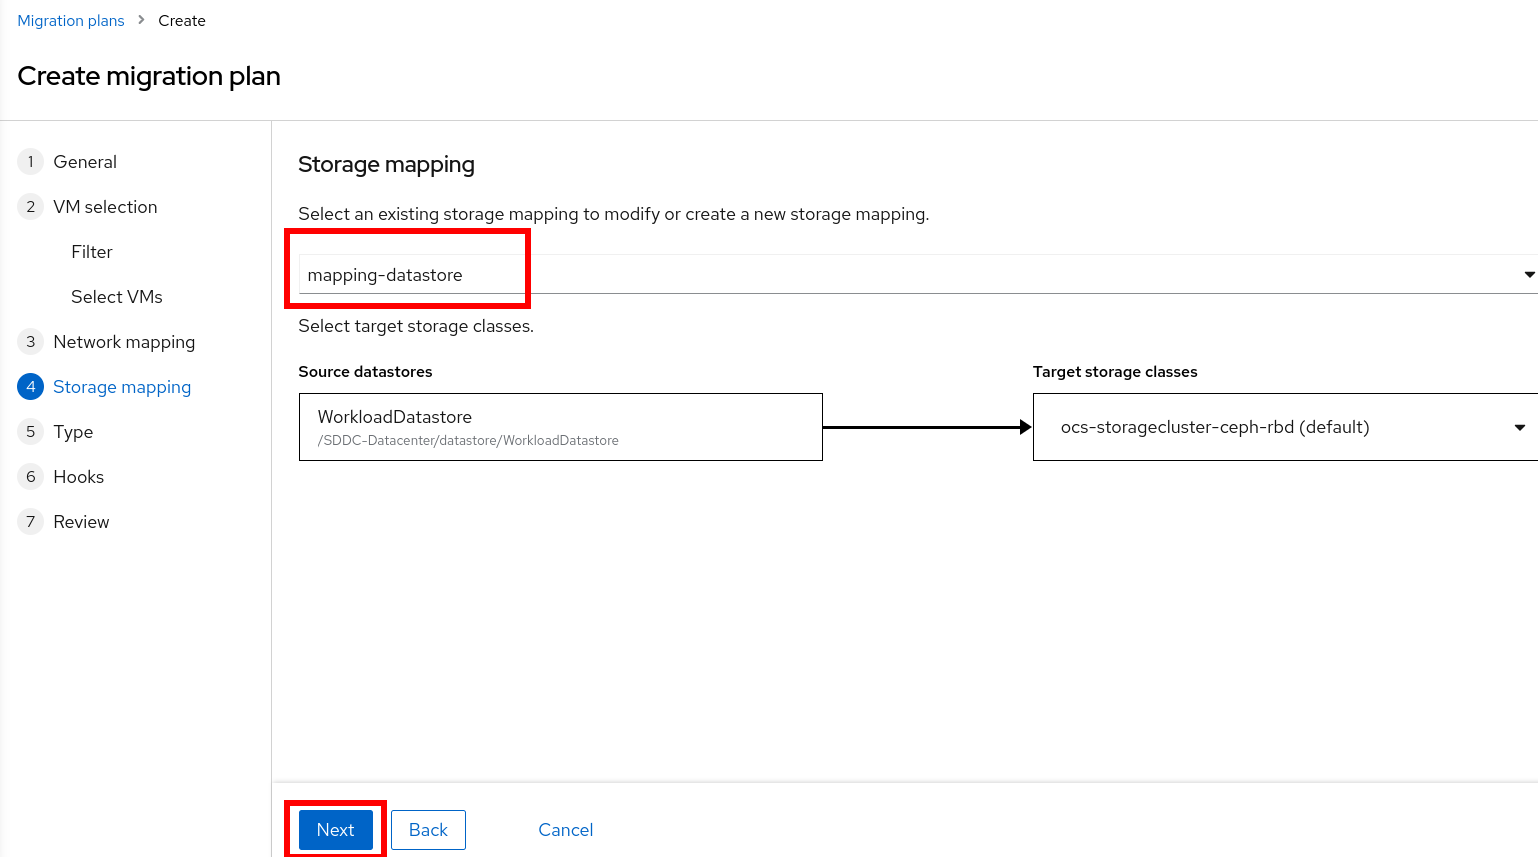 Migration plans > Create
Create migration plan
1 General
2 VM selection
Filter
Select VMs
3 Network mapping
4 Storage mapping
5 Type
6 Hooks
7 Review
Storage mapping
Select an existing storage mapping to modify or create a new storage mapping.
mapping-datastore
Select target storage classes.
Source datastores
Target storage classes
WorkloadDatastore
/SDDC-Datacenter/datastore/WorkloadDatastore
ocs-storagecluster-ceph-rbd (default)
Next
Back
Cancel